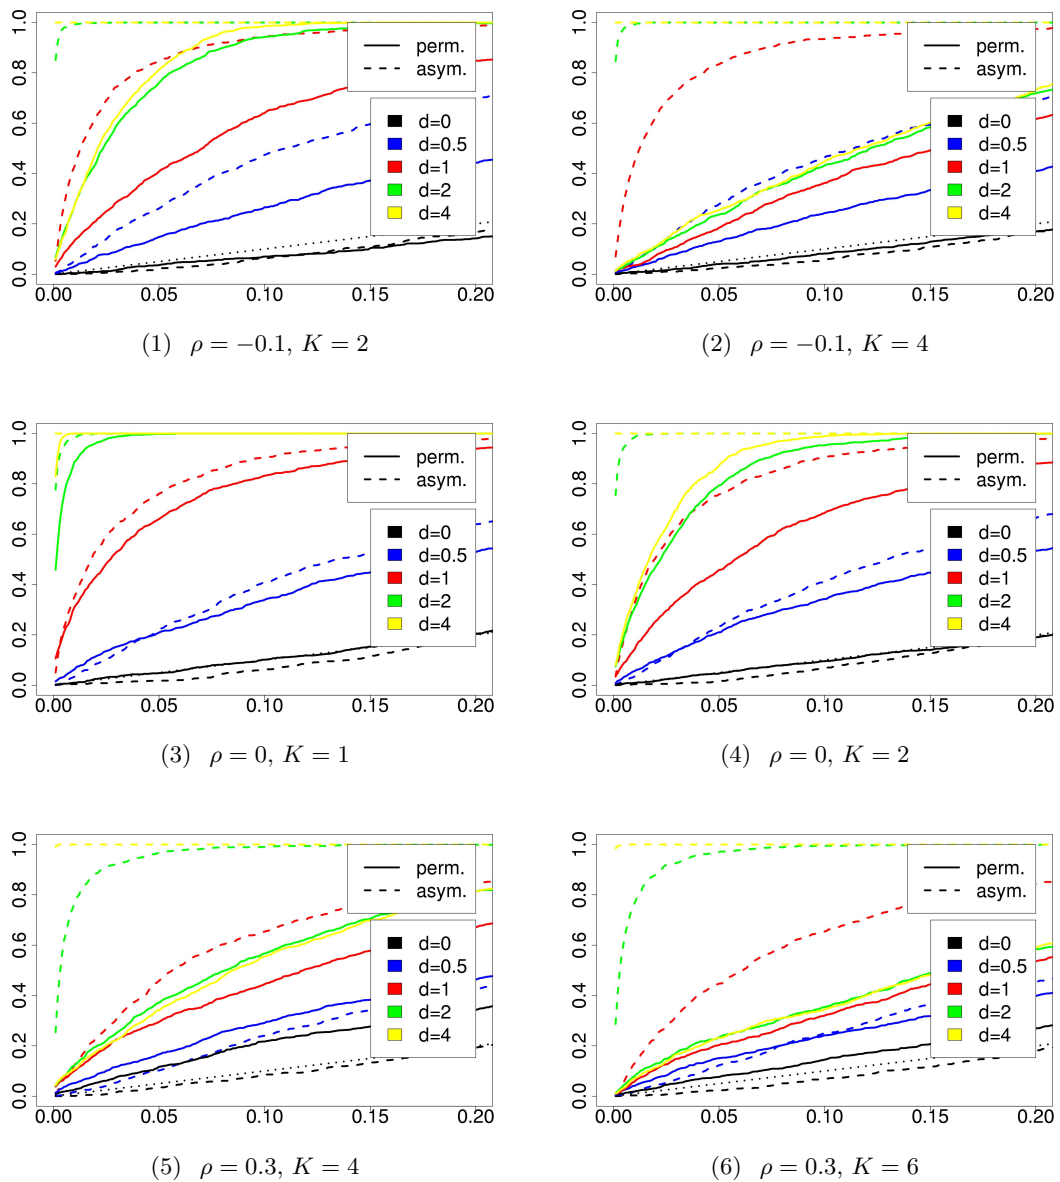 1.0
0.8
0.6
0.4
0.2
0.0
0.00 0.05 0.10 0.15 0.20
perm.
asym.
d=0
d=0.5
d=1
d=2
d=4
(1) ρ = −0.1, K = 2
1.0
0.8
0.6
0.4
0.2
0.0
0.00 0.05 0.10 0.15 0.20
perm.
asym.
d=0
d=0.5
d=1
d=2
d=4
(2) ρ = −0.1, K = 4
1.0
0.8
0.6
0.4
0.2
0.0
0.00 0.05 0.10 0.15 0.20
perm.
asym.
d=0
d=0.5
d=1
d=2
d=4
(3) ρ = 0, K = 1
1.0
0.8
0.6
0.4
0.2
0.0
0.00 0.05 0.10 0.15 0.20
perm.
asym.
d=0
d=0.5
d=1
d=2
d=4
(4) ρ = 0, K = 2
1.0
0.8
0.6
0.4
0.2
0.0
0.00 0.05 0.10 0.15 0.20
perm.
asym.
d=0
d=0.5
d=1
d=2
d=4
(5) ρ = 0.3, K = 4
1.0
0.8
0.6
0.4
0.2
0.0
0.00 0.05 0.10 0.15 0.20
perm.
asym.
d=0
d=0.5
d=1
d=2
d=4
(6) ρ = 0.3, K = 6